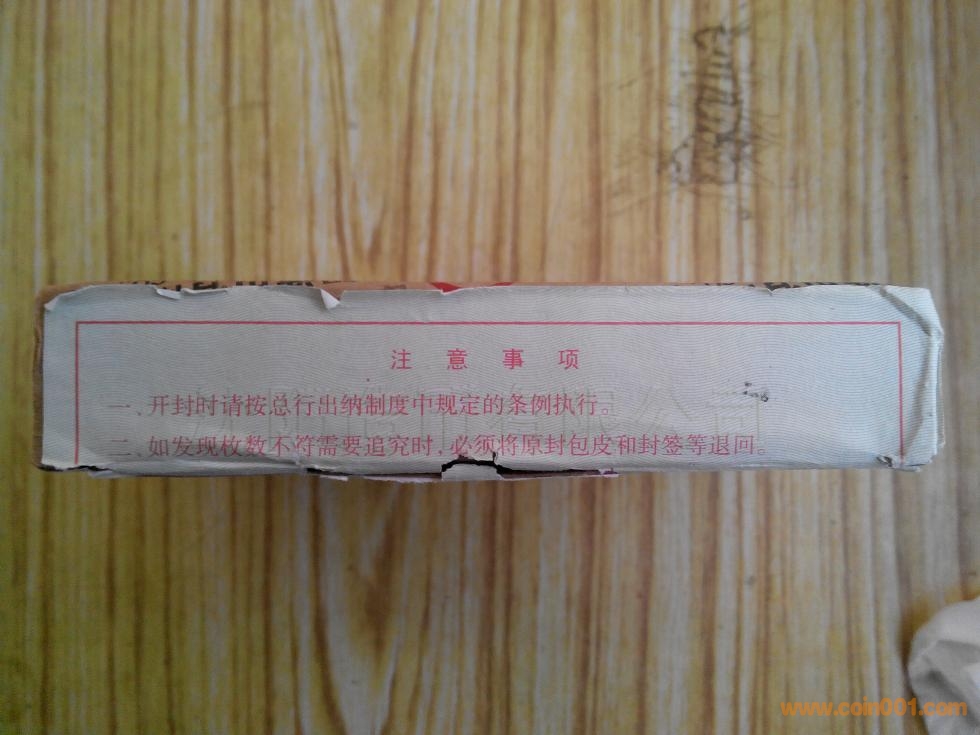 注意事项
一、开封时请按总行出纳制度中规定的条例执行。
二、如发现枚数不符需要追究时，必须将原封包皮和封签等退回。
www.coin001.com